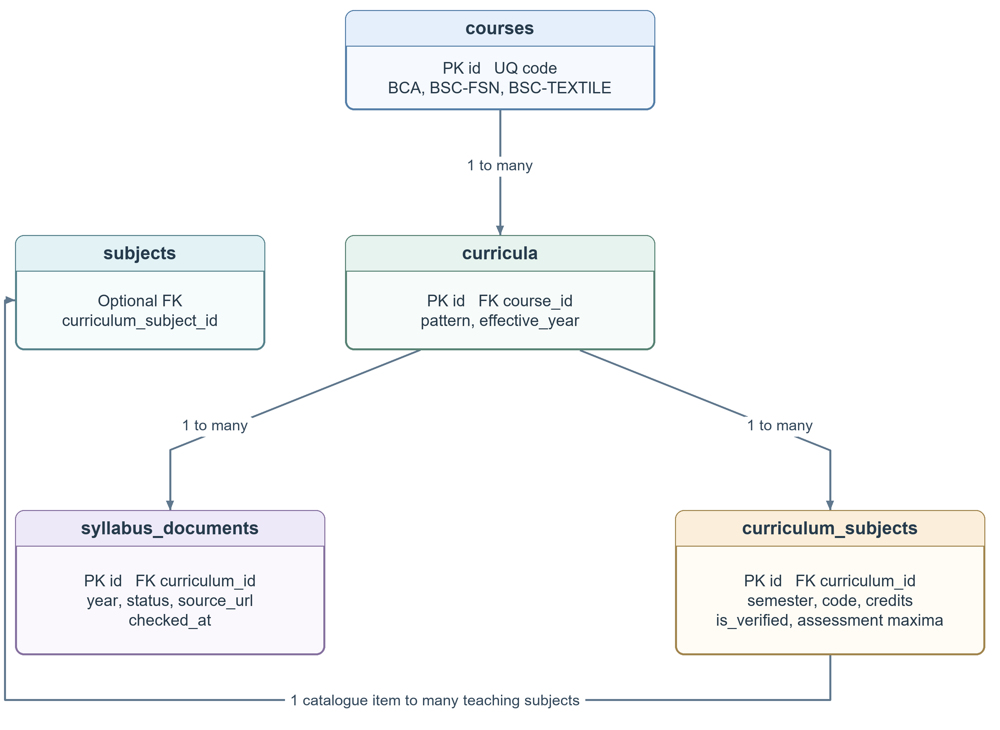 courses
PK id   UQ code
BCA, BSC-FSN, BSC-TEXTILE
1 to many
subjects
Optional FK
curriculum_subject_id
curricula
PK id   FK course_id
pattern, effective_year
1 to many
1 to many
syllabus_documents
PK id   FK curriculum_id
year, status, source_url
checked_at
curriculum_subjects
PK id   FK curriculum_id
semester, code, credits
is_verified, assessment maxima
1 catalogue item to many teaching subjects